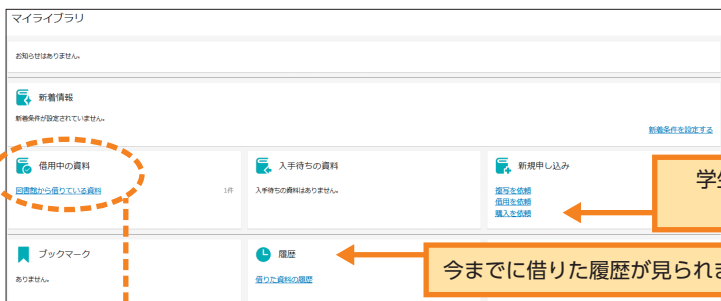 マイライブラリ
お知らせはありません。
新着情報
新着条件が設定されていません。
新着条件を設定する
借用中の資料
図書館から借りている資料
1件
入手待ちの資料
入手待ちの資料はありません。
新規申し込み
複写を依頼
借用を依頼
購入を依頼
学生
ブックマーク
ありません。
履歴
借りた資料の履歴
今までに借りた履歴が見られま